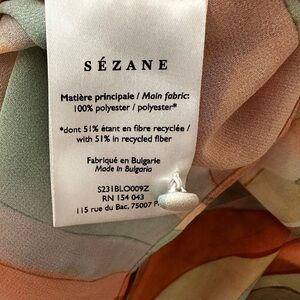 SÉZANE
Matière principale / Main fabric:
100% polyester / polyester*
*dont 51% étant en fibre recyclée /
with 51% in recycled fiber
Fabriqué en Bulgarie
Made in Bulgaria
S231BLO009Z
RN 154 043
115 rue du Bac, 75007